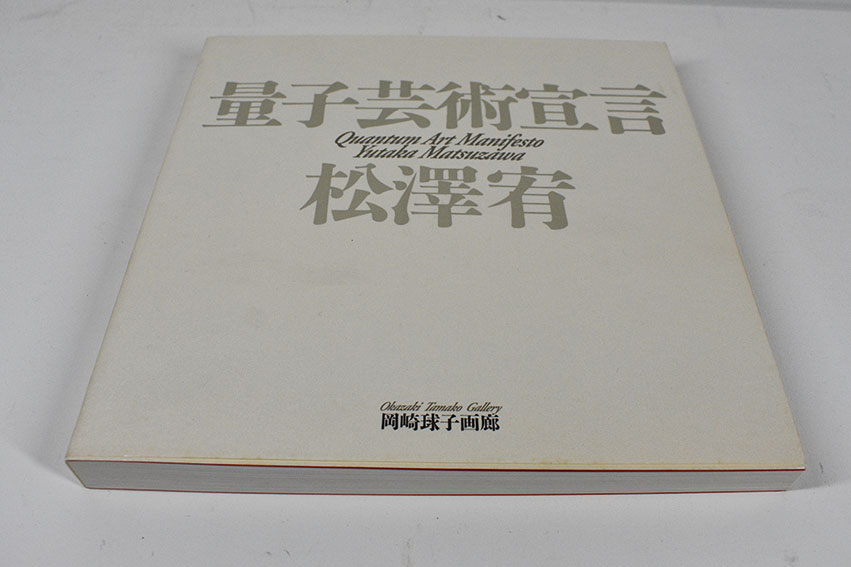 量子芸術宣言
Quantum Art Manifesto
Yutaka Matsuzawa
松澤宥
Okazaki Tamako Gallery
岡崎球子画廊